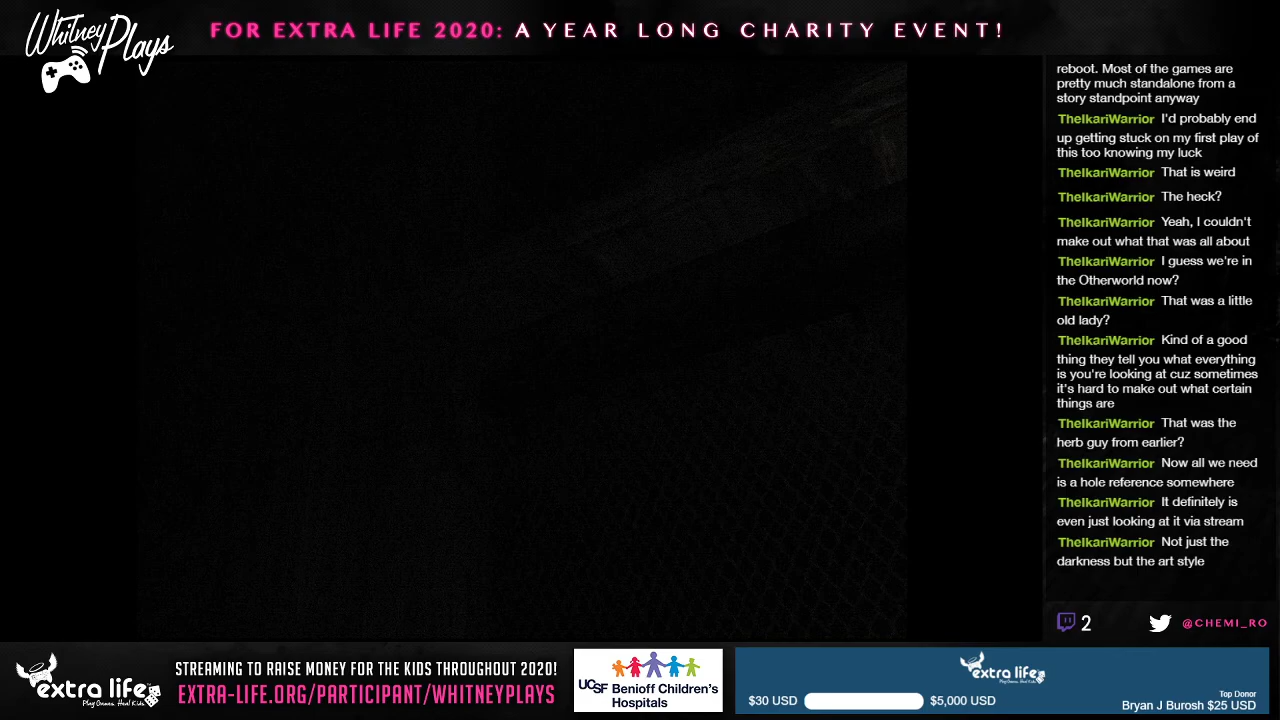 Whitney Plays
FOR EXTRA LIFE 2020: A YEAR LONG CHARITY EVENT!
reboot. Most of the games are
pretty much standalone from a
story standpoint anyway
TheIkariWarrior I'd probably end
up getting stuck on my first play of
this too knowing my luck
TheIkariWarrior That is weird
TheIkariWarrior The heck?
TheIkariWarrior Yeah, I couldn't
make out what that was all about
TheIkariWarrior I guess we're in
the Otherworld now?
TheIkariWarrior That was a little
old lady?
TheIkariWarrior Kind of a good
thing they tell you what everything
is you're looking at cuz sometimes
it's hard to make out what certain
things are
TheIkariWarrior That was the
herb guy from earlier?
TheIkariWarrior Now all we need
is a hole reference somewhere
TheIkariWarrior It definitely is
even just looking at it via stream
TheIkariWarrior Not just the
darkness but the art style
2 @CHEMI_RO
extra life
Play Games. Heal Kids.
STREAMING TO RAISE MONEY FOR THE KIDS THROUGHOUT 2020!
EXTRA-LIFE.ORG/PARTICIPANT/WHITNEYPLAYS
UCSF Benioff Children's
Hospitals
extra life
Play Games. Heal Kids.
$30 USD $5,000 USD
Top Donor
Bryan J Burosh $25 USD